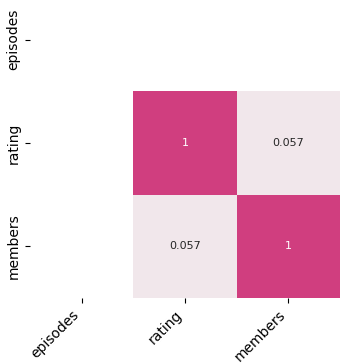 episodes
rating
1
0.057
members
0.057
1
episodes
rating
members